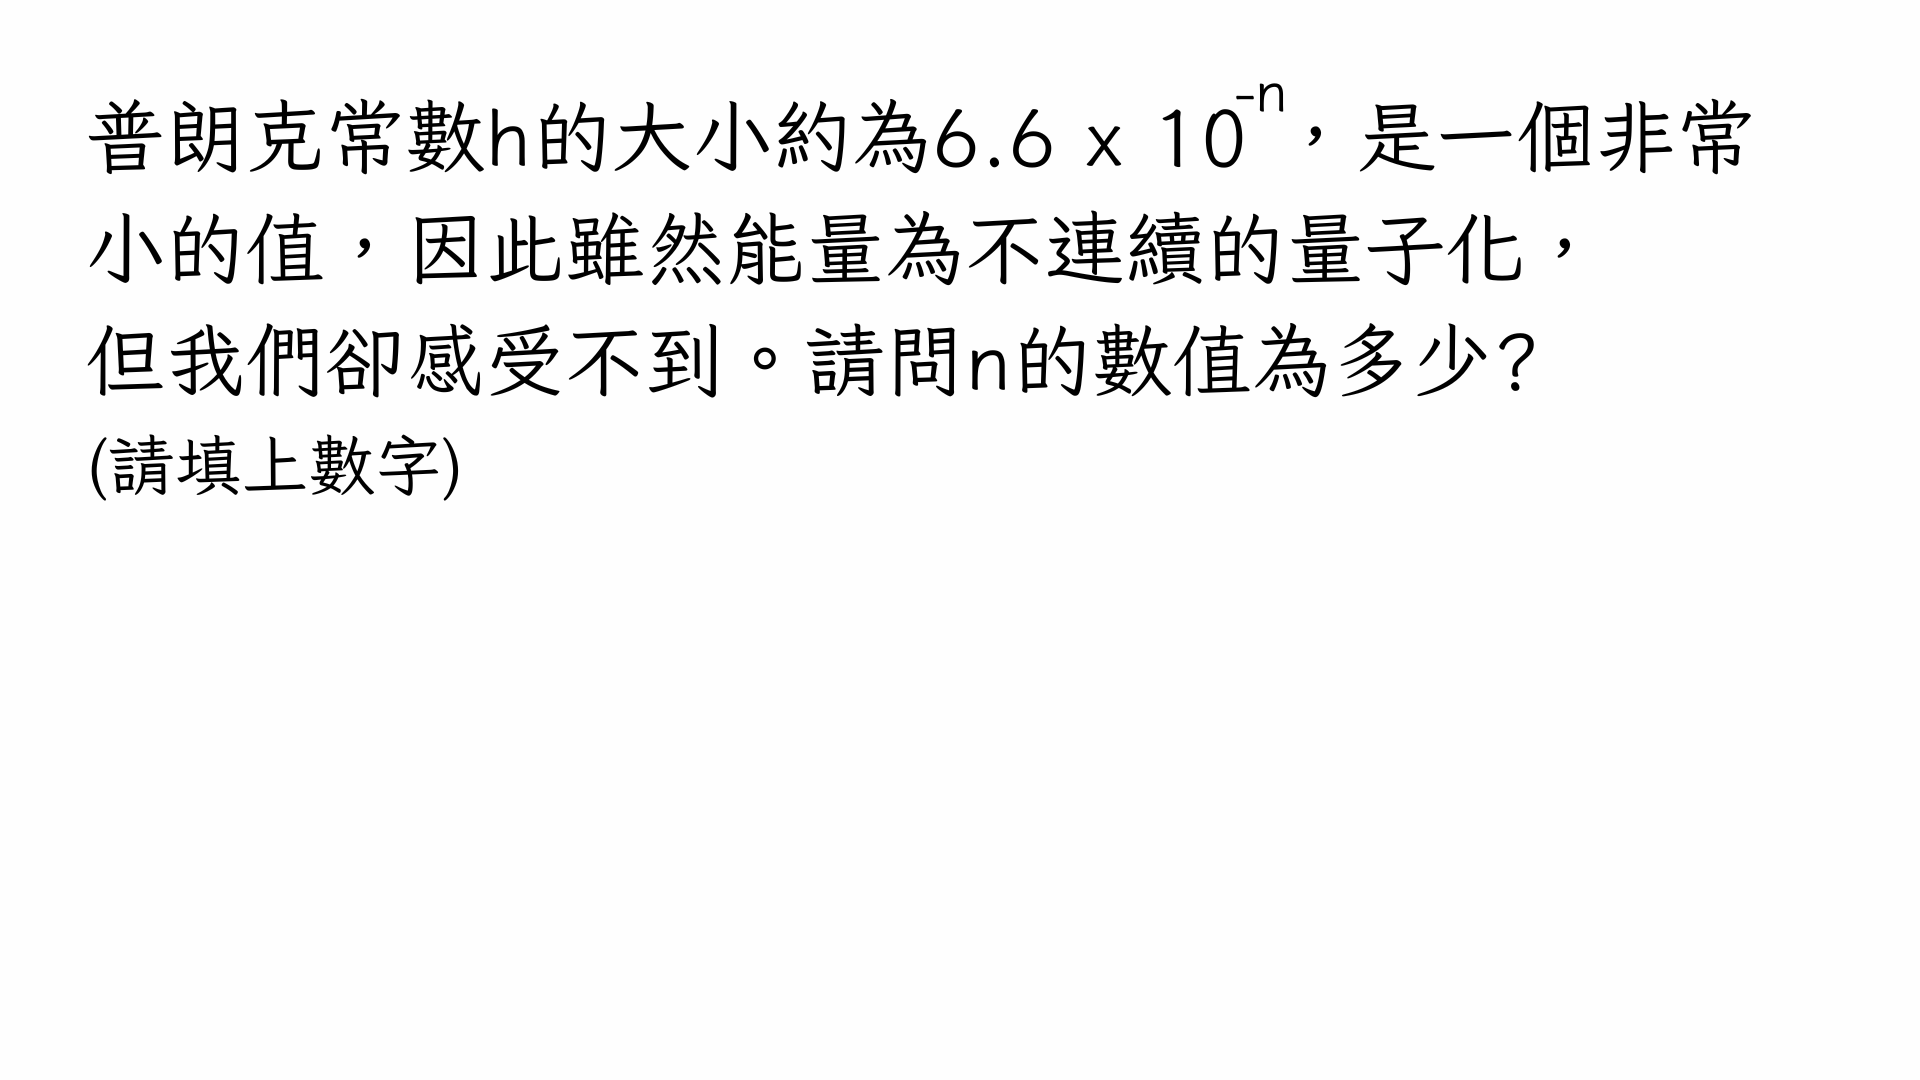 普朗克常數h的大小約為6.6 x 10⁻ⁿ，是一個非常
小的值，因此雖然能量為不連續的量子化，
但我們卻感受不到。請問n的數值為多少?
(請填上數字)